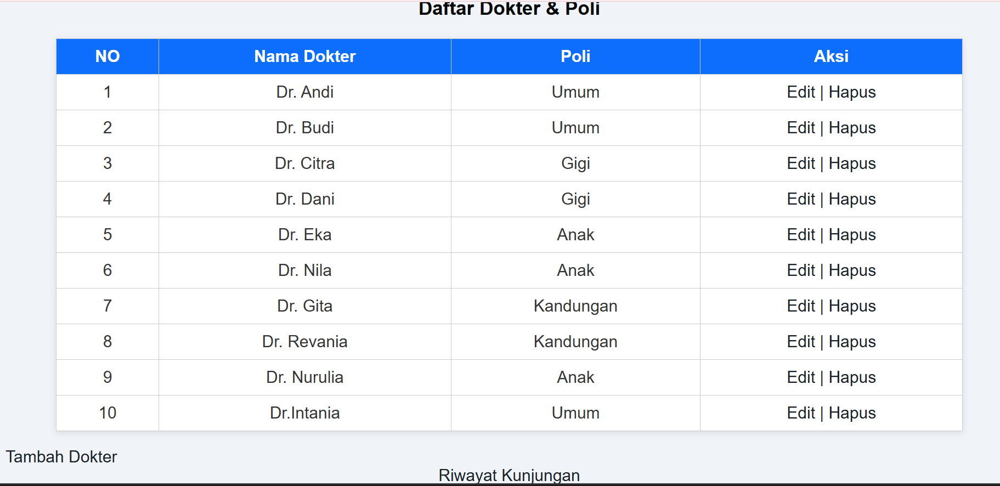 Daftar Dokter & Poli
NO Nama Dokter Poli Aksi
1 Dr. Andi Umum Edit | Hapus
2 Dr. Budi Umum Edit | Hapus
3 Dr. Citra Gigi Edit | Hapus
4 Dr. Dani Gigi Edit | Hapus
5 Dr. Eka Anak Edit | Hapus
6 Dr. Nila Anak Edit | Hapus
7 Dr. Gita Kandungan Edit | Hapus
8 Dr. Revania Kandungan Edit | Hapus
9 Dr. Nurulia Anak Edit | Hapus
10 Dr.Intania Umum Edit | Hapus
Tambah Dokter
Riwayat Kunjungan